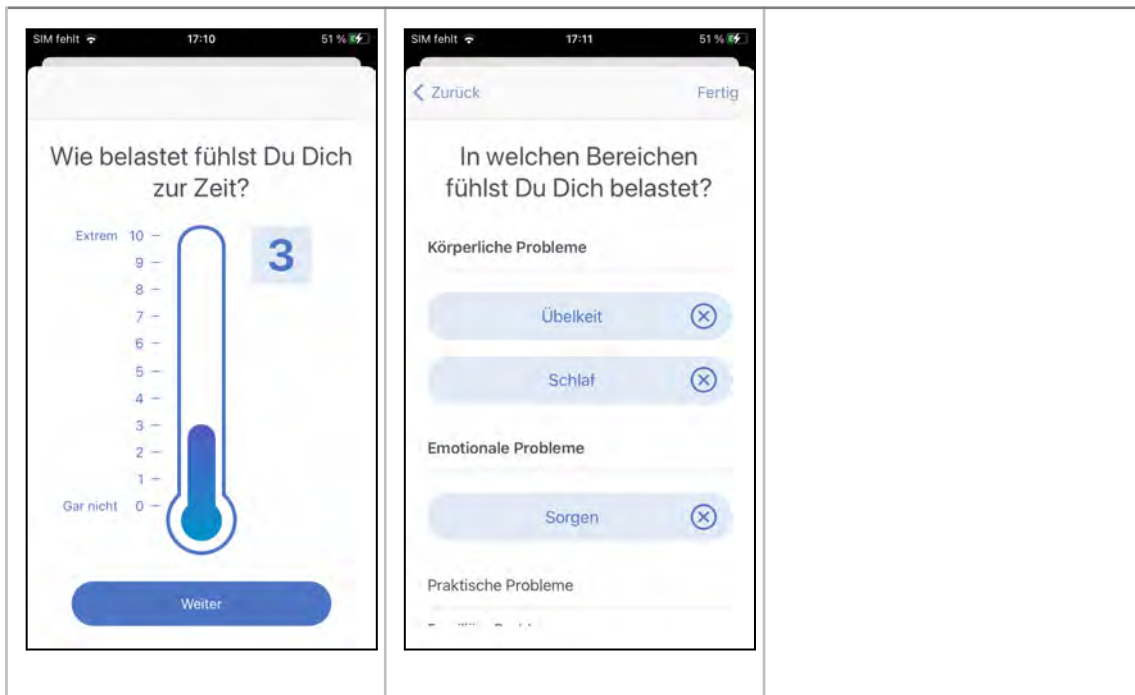 SIM fehlt 17:10 51 %
Wie belastet fühlst Du Dich
zur Zeit?
Extrem 10
3
9
8
7
6
5
4
3
2
1
Gar nicht 0
Weiter
SIM fehlt 17:11 51 %
Zurück Fertig
In welchen Bereichen
fühlst Du Dich belastet?
Körperliche Probleme
Übelkeit
Schlaf
Emotionale Probleme
Sorgen
Praktische Probleme